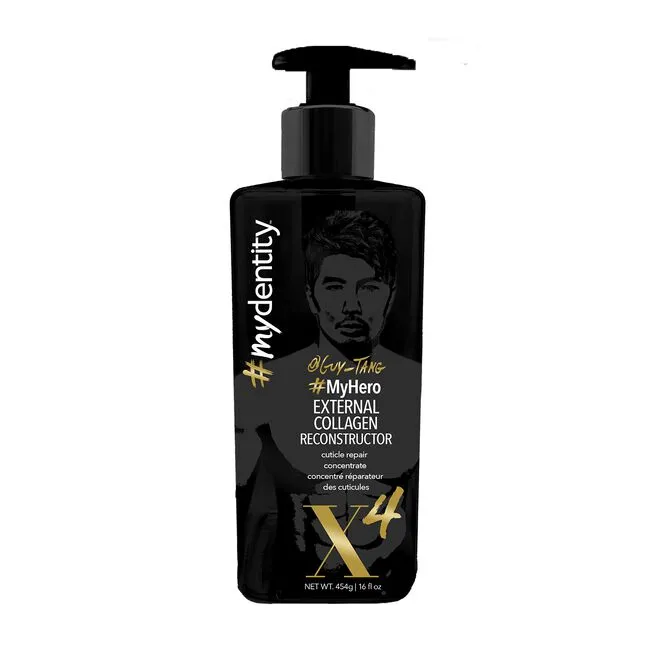 #mydentity
@GUY_TANG
#MyHero
EXTERNAL
COLLAGEN
RECONSTRUCTOR
cuticle repair
concentrate
concentré réparateur
des cuticules
X4
NET WT. 454g | 16 fl oz